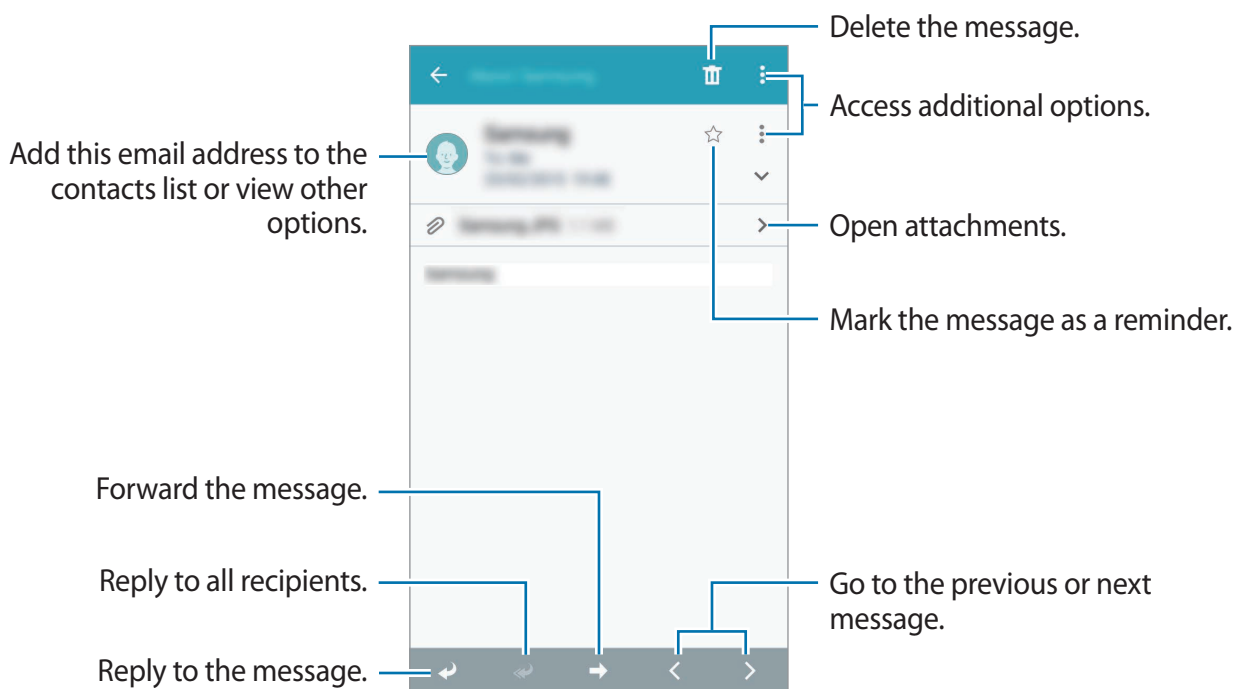 Delete the message.
Access additional options.
Add this email address to the
contacts list or view other
options.
Open attachments.
Mark the message as a reminder.
Forward the message.
Reply to all recipients.
Go to the previous or next
message.
Reply to the message.